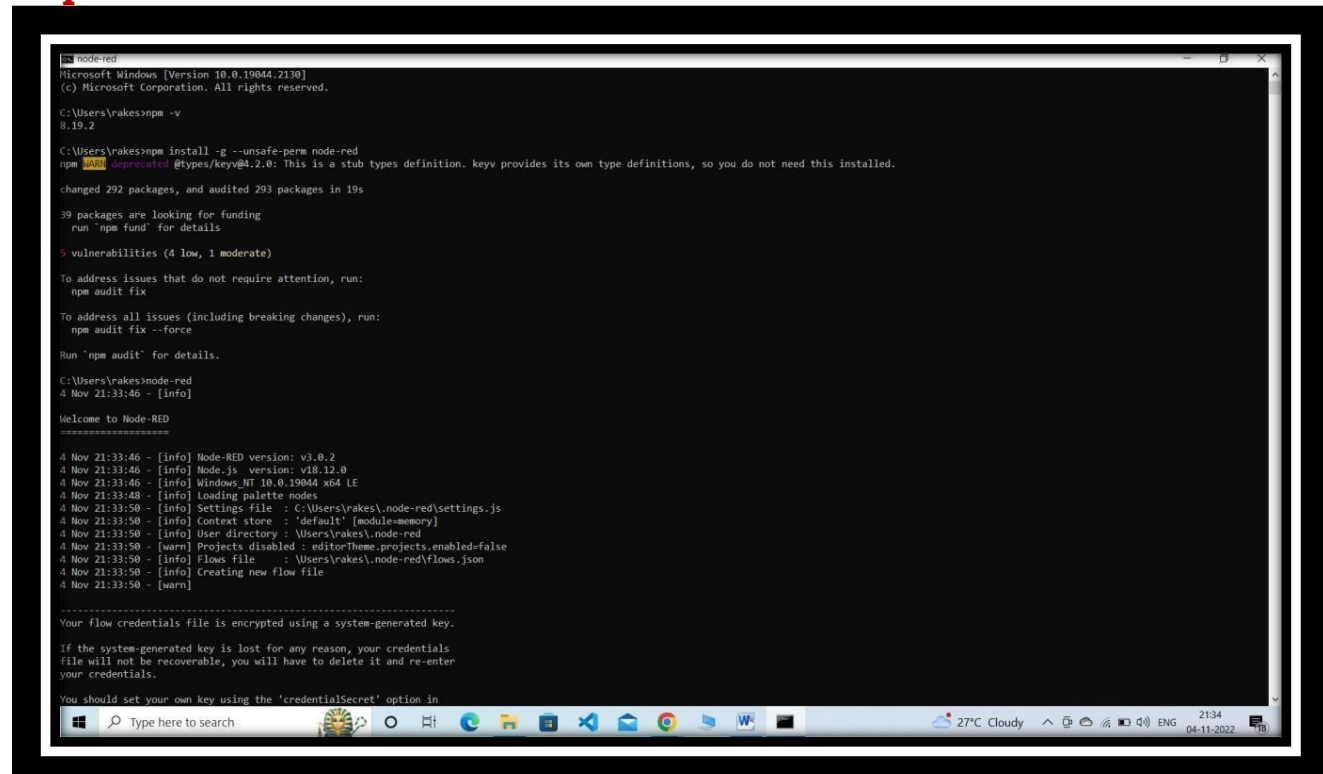 node-red
Microsoft Windows [Version 10.0.19044.2130]
(c) Microsoft Corporation. All rights reserved.
C:\Users\rakes>npm -v
8.19.2
C:\Users\rakes>npm install -g --unsafe-perm node-red
npm WARN deprecated @types/keyv@4.2.0: This is a stub types definition. keyv provides its own type definitions, so you do not need this installed.
changed 292 packages, and audited 293 packages in 19s
39 packages are looking for funding
run `npm fund` for details
5 vulnerabilities (4 low, 1 moderate)
To address issues that do not require attention, run:
npm audit fix
To address all issues (including breaking changes), run:
npm audit fix --force
Run `npm audit` for details.
C:\Users\rakes>node-red
4 Nov 21:33:46 - [info]
Welcome to Node-RED
===================
4 Nov 21:33:46 - [info] Node-RED version: v3.0.2
4 Nov 21:33:46 - [info] Node.js  version: v18.12.0
4 Nov 21:33:46 - [info] Windows_NT 10.0.19044 x64 LE
4 Nov 21:33:48 - [info] Loading palette nodes
4 Nov 21:33:50 - [info] Settings file  : C:\Users\rakes\.node-red\settings.js
4 Nov 21:33:50 - [info] Context store  : 'default' [module=memory]
4 Nov 21:33:50 - [info] User directory : \Users\rakes\.node-red
4 Nov 21:33:50 - [warn] Projects disabled : editorTheme.projects.enabled=false
4 Nov 21:33:50 - [info] Flows file     : \Users\rakes\.node-red\flows.json
4 Nov 21:33:50 - [info] Creating new flow file
4 Nov 21:33:50 - [warn]
---------------------------------------------------------------------
Your flow credentials file is encrypted using a system-generated key.
If the system-generated key is lost for any reason, your credentials
file will not be recoverable, you will have to delete it and re-enter
your credentials.
You should set your own key using the 'credentialSecret' option in
Type here to search
27°C Cloudy
ENG
21:34
04-11-2022
18